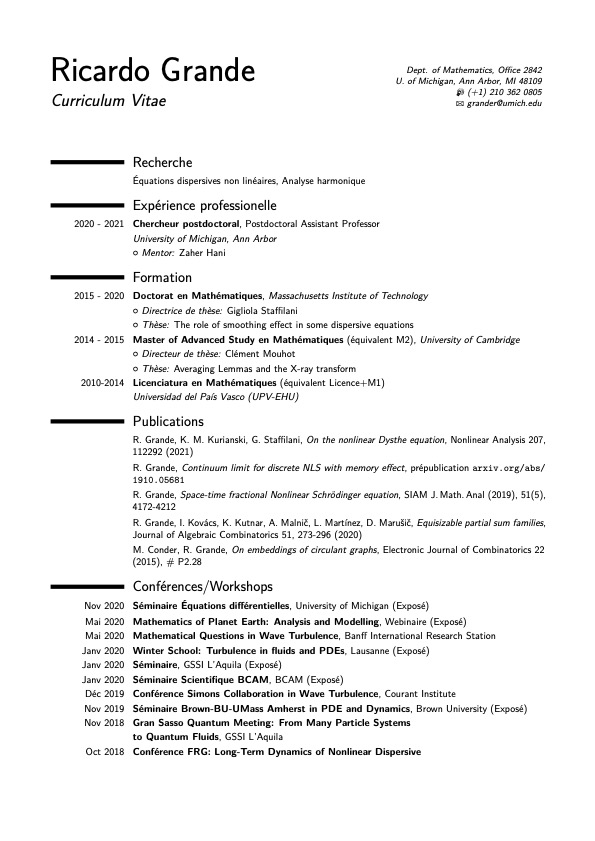 Ricardo Grande
Curriculum Vitae
Dept. of Mathematics, Office 2842
U. of Michigan, Ann Arbor, MI 48109
(+1) 210 362 0805
grander@umich.edu
Recherche
Équations dispersives non linéaires, Analyse harmonique
Expérience professionelle
2020 - 2021 Chercheur postdoctoral, Postdoctoral Assistant Professor
University of Michigan, Ann Arbor
Mentor: Zaher Hani
Formation
2015 - 2020 Doctorat en Mathématiques, Massachusetts Institute of Technology
Directrice de thèse: Gigliola Staffilani
Thèse: The role of smoothing effect in some dispersive equations
2014 - 2015 Master of Advanced Study en Mathématiques (équivalent M2), University of Cambridge
Directeur de thèse: Clément Mouhot
Thèse: Averaging Lemmas and the X-ray transform
2010-2014 Licenciatura en Mathématiques (équivalent Licence+M1)
Universidad del País Vasco (UPV-EHU)
Publications
R. Grande, K. M. Kurianski, G. Staffilani, On the nonlinear Dysthe equation, Nonlinear Analysis 207,
112292 (2021)
R. Grande, Continuum limit for discrete NLS with memory effect, prépublication arxiv.org/abs/
1910.05681
R. Grande, Space-time fractional Nonlinear Schrödinger equation, SIAM J. Math. Anal (2019), 51(5),
4172-4212
R. Grande, I. Kovács, K. Kutnar, A. Malnič, L. Martínez, D. Marušič, Equisizable partial sum families,
Journal of Algebraic Combinatorics 51, 273-296 (2020)
M. Conder, R. Grande, On embeddings of circulant graphs, Electronic Journal of Combinatorics 22
(2015), # P2.28
Conférences/Workshops
Nov 2020 Séminaire Équations différentielles, University of Michigan (Exposé)
Mai 2020 Mathematics of Planet Earth: Analysis and Modelling, Webinaire (Exposé)
Mai 2020 Mathematical Questions in Wave Turbulence, Banff International Research Station
Janv 2020 Winter School: Turbulence in fluids and PDEs, Lausanne (Exposé)
Janv 2020 Séminaire, GSSI L'Aquila (Exposé)
Janv 2020 Séminaire Scientifique BCAM, BCAM (Exposé)
Déc 2019 Conférence Simons Collaboration in Wave Turbulence, Courant Institute
Nov 2019 Séminaire Brown-BU-UMass Amherst in PDE and Dynamics, Brown University (Exposé)
Nov 2018 Gran Sasso Quantum Meeting: From Many Particle Systems
to Quantum Fluids, GSSI L'Aquila
Oct 2018 Conférence FRG: Long-Term Dynamics of Nonlinear Dispersive